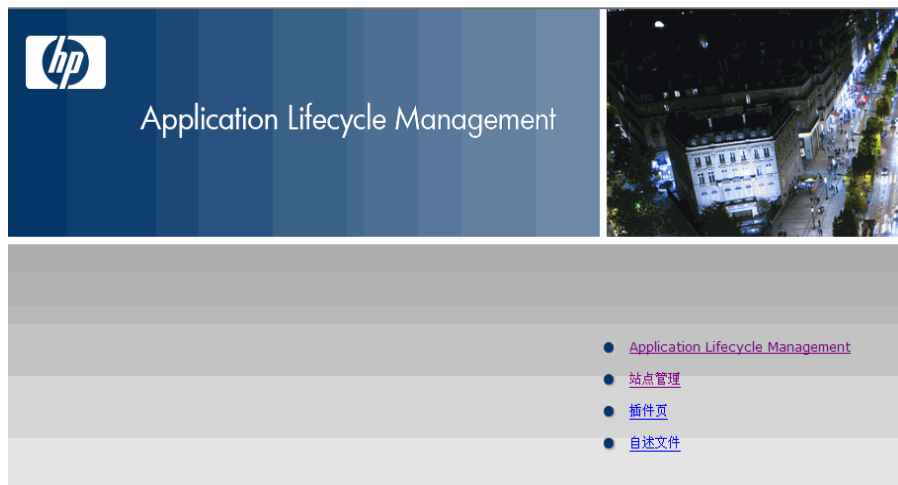 hp
Application Lifecycle Management
Application Lifecycle Management
站点管理
插件页
自述文件